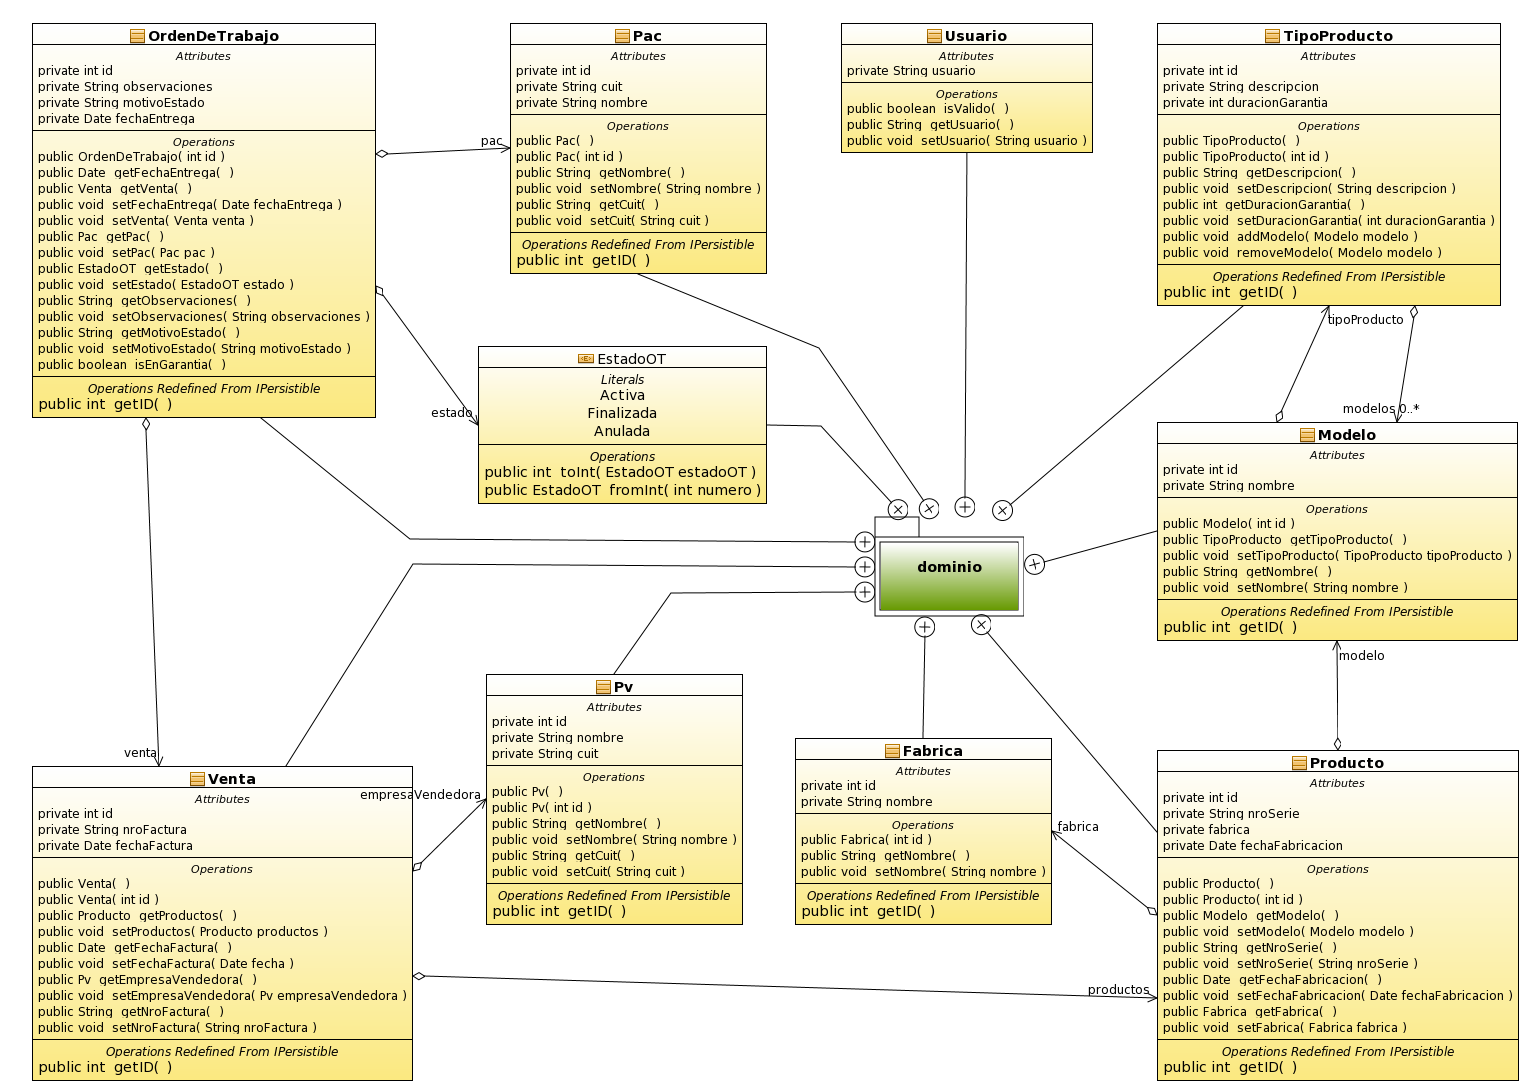 OrdenDeTrabajo
Attributes
private int id
private String observaciones
private String motivoEstado
private Date fechaEntrega
Operations
public OrdenDeTrabajo( int id )
public Date  getFechaEntrega(  )
public Venta  getVenta(  )
public void  setFechaEntrega( Date fechaEntrega )
public void  setVenta( Venta venta )
public Pac  getPac(  )
public void  setPac( Pac pac )
public EstadoOT  getEstado(  )
public void  setEstado( EstadoOT estado )
public String  getObservaciones(  )
public void  setObservaciones( String observaciones )
public String  getMotivoEstado(  )
public void  setMotivoEstado( String motivoEstado )
public boolean  isEnGarantia(  )
Operations Redefined From IPersistible
public int  getID(  )
pac
Pac
Attributes
private int id
private String cuit
private String nombre
Operations
public Pac(  )
public Pac( int id )
public String  getNombre(  )
public void  setNombre( String nombre )
public String  getCuit(  )
public void  setCuit( String cuit )
Operations Redefined From IPersistible
public int  getID(  )
Usuario
Attributes
private String usuario
Operations
public boolean  isValido(  )
public String  getUsuario(  )
public void  setUsuario( String usuario )
TipoProducto
Attributes
private int id
private String descripcion
private int duracionGarantia
Operations
public TipoProducto(  )
public TipoProducto( int id )
public String  getDescripcion(  )
public void  setDescripcion( String descripcion )
public int  getDuracionGarantia(  )
public void  setDuracionGarantia( int duracionGarantia )
public void  addModelo( Modelo modelo )
public void  removeModelo( Modelo modelo )
Operations Redefined From IPersistible
public int  getID(  )
tipoProducto
modelos 0..*
estado
<E> EstadoOT
Literals
Activa
Finalizada
Anulada
Operations
public int  toInt( EstadoOT estadoOT )
public EstadoOT  fromInt( int numero )
dominio
Modelo
Attributes
private int id
private String nombre
Operations
public Modelo( int id )
public TipoProducto  getTipoProducto(  )
public void  setTipoProducto( TipoProducto tipoProducto )
public String  getNombre(  )
public void  setNombre( String nombre )
Operations Redefined From IPersistible
public int  getID(  )
modelo
venta
Venta
Attributes
private int id
private String nroFactura
private Date fechaFactura
Operations
public Venta(  )
public Venta( int id )
public Producto  getProductos(  )
public void  setProductos( Producto productos )
public Date  getFechaFactura(  )
public void  setFechaFactura( Date fecha )
public Pv  getEmpresaVendedora(  )
public void  setEmpresaVendedora( Pv empresaVendedora )
public String  getNroFactura(  )
public void  setNroFactura( String nroFactura )
Operations Redefined From IPersistible
public int  getID(  )
empresaVendedora
Pv
Attributes
private int id
private String nombre
private String cuit
Operations
public Pv(  )
public Pv( int id )
public String  getNombre(  )
public void  setNombre( String nombre )
public String  getCuit(  )
public void  setCuit( String cuit )
Operations Redefined From IPersistible
public int  getID(  )
Fabrica
Attributes
private int id
private String nombre
Operations
public Fabrica( int id )
public String  getNombre(  )
public void  setNombre( String nombre )
Operations Redefined From IPersistible
public int  getID(  )
fabrica
productos
Producto
Attributes
private int id
private String nroSerie
private fabrica
private Date fechaFabricacion
Operations
public Producto(  )
public Producto( int id )
public Modelo  getModelo(  )
public void  setModelo( Modelo modelo )
public String  getNroSerie(  )
public void  setNroSerie( String nroSerie )
public Date  getFechaFabricacion(  )
public void  setFechaFabricacion( Date fechaFabricacion )
public Fabrica  getFabrica(  )
public void  setFabrica( Fabrica fabrica )
Operations Redefined From IPersistible
public int  getID(  )